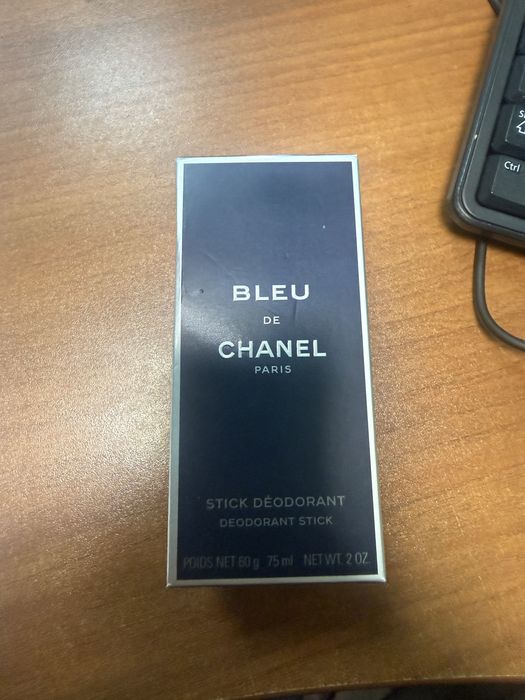 BLEU
DE
CHANEL
PARIS
STICK DÉODORANT
DEODORANT STICK
POIDS NET 60 g 75 ml NET WT. 2 OZ.
Ctrl